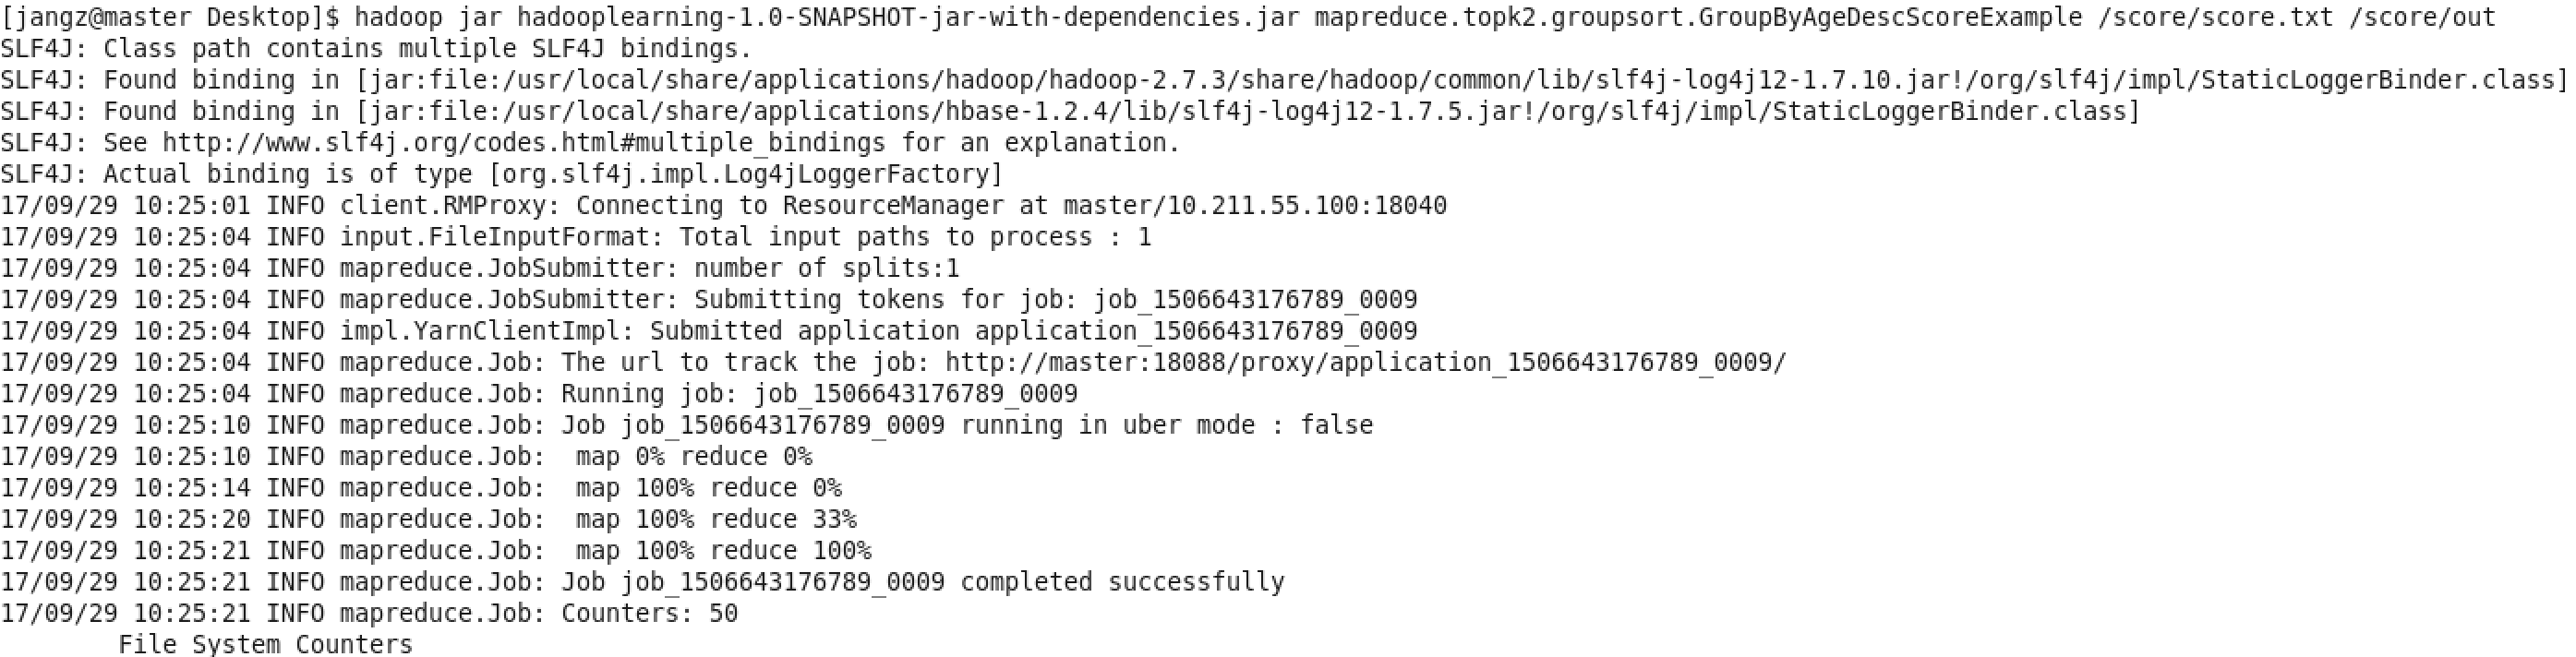 [jangz@master Desktop]$ hadoop jar hadooplearning-1.0-SNAPSHOT-jar-with-dependencies.jar mapreduce.topk2.groupsort.GroupByAgeDescScoreExample /score/score.txt /score/out
SLF4J: Class path contains multiple SLF4J bindings.
SLF4J: Found binding in [jar:file:/usr/local/share/applications/hadoop/hadoop-2.7.3/share/hadoop/common/lib/slf4j-log4j12-1.7.10.jar!/org/slf4j/impl/StaticLoggerBinder.class]
SLF4J: Found binding in [jar:file:/usr/local/share/applications/hbase-1.2.4/lib/slf4j-log4j12-1.7.5.jar!/org/slf4j/impl/StaticLoggerBinder.class]
SLF4J: See http://www.slf4j.org/codes.html#multiple_bindings for an explanation.
SLF4J: Actual binding is of type [org.slf4j.impl.Log4jLoggerFactory]
17/09/29 10:25:01 INFO client.RMProxy: Connecting to ResourceManager at master/10.211.55.100:18040
17/09/29 10:25:04 INFO input.FileInputFormat: Total input paths to process : 1
17/09/29 10:25:04 INFO mapreduce.JobSubmitter: number of splits:1
17/09/29 10:25:04 INFO mapreduce.JobSubmitter: Submitting tokens for job: job_1506643176789_0009
17/09/29 10:25:04 INFO impl.YarnClientImpl: Submitted application application_1506643176789_0009
17/09/29 10:25:04 INFO mapreduce.Job: The url to track the job: http://master:18088/proxy/application_1506643176789_0009/
17/09/29 10:25:04 INFO mapreduce.Job: Running job: job_1506643176789_0009
17/09/29 10:25:10 INFO mapreduce.Job: Job job_1506643176789_0009 running in uber mode : false
17/09/29 10:25:10 INFO mapreduce.Job:  map 0% reduce 0%
17/09/29 10:25:14 INFO mapreduce.Job:  map 100% reduce 0%
17/09/29 10:25:20 INFO mapreduce.Job:  map 100% reduce 33%
17/09/29 10:25:21 INFO mapreduce.Job:  map 100% reduce 100%
17/09/29 10:25:21 INFO mapreduce.Job: Job job_1506643176789_0009 completed successfully
17/09/29 10:25:21 INFO mapreduce.Job: Counters: 50
        File System Counters